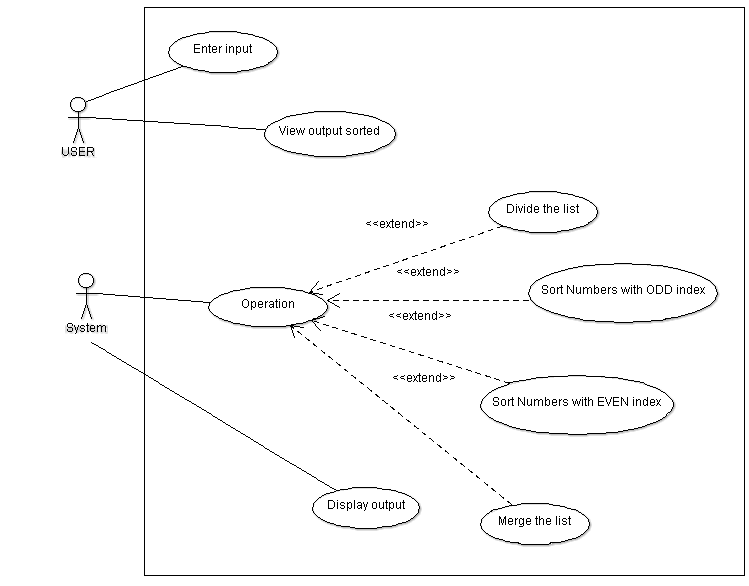 Enter input
View output sorted
USER
Divide the list
<<extend>>
<<extend>>
Sort Numbers with ODD index
Operation
<<extend>>
System
<<extend>>
Sort Numbers with EVEN index
Display output
Merge the list